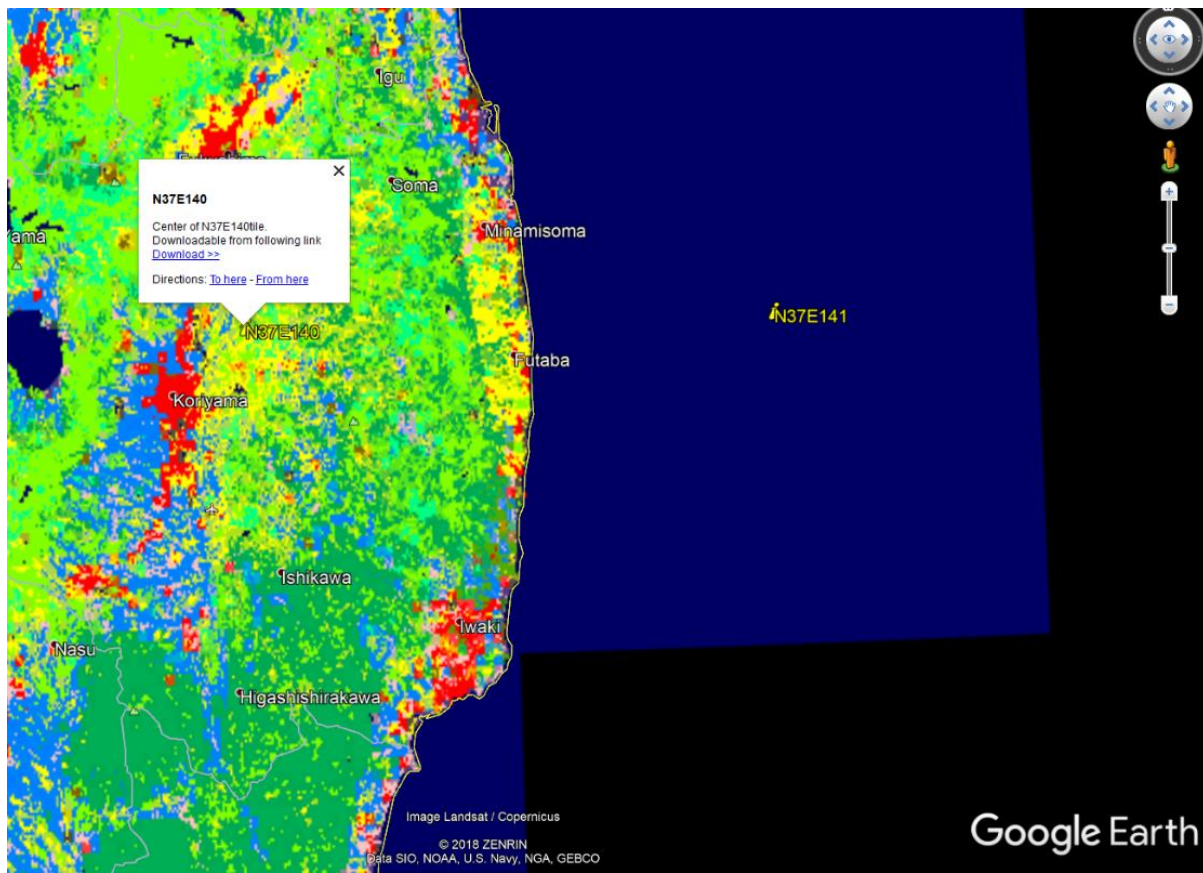 Igu
Fukushima
Soma
N37E140
Center of N37E140tile.
Downloadable from following link
Download >>
Directions: To here - From here
Minamisoma
yama
N37E141
N37E140
Futaba
Koriyama
Ishikawa
Iwaki
Nasu
Higashishirakawa
Image Landsat / Copernicus
© 2018 ZENRIN
Data SIO, NOAA, U.S. Navy, NGA, GEBCO
Google Earth